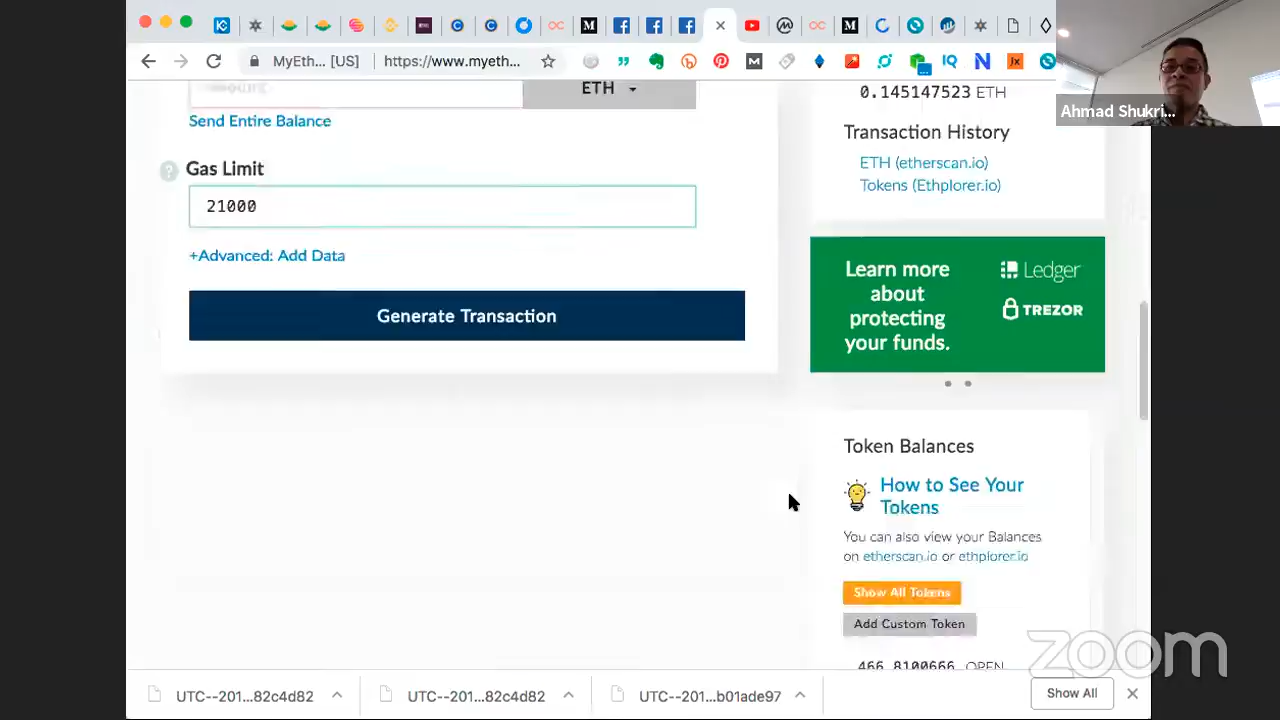 MyEth... [US]
https://www.myeth...
ETH
Send Entire Balance
Gas Limit
21000
+Advanced: Add Data
Generate Transaction
0.145147523 ETH
Transaction History
ETH (etherscan.io)
Tokens (Ethplorer.io)
Learn more
about
protecting
your funds.
Ledger
TREZOR
Token Balances
How to See Your
Tokens
You can also view your Balances
on etherscan.io or ethplorer.io
Show All Tokens
Add Custom Token
466.8100666 OPEN
Ahmad Shukri...
zoom
UTC--201...82c4d82
UTC--201...82c4d82
UTC--201...b01ade97
Show All